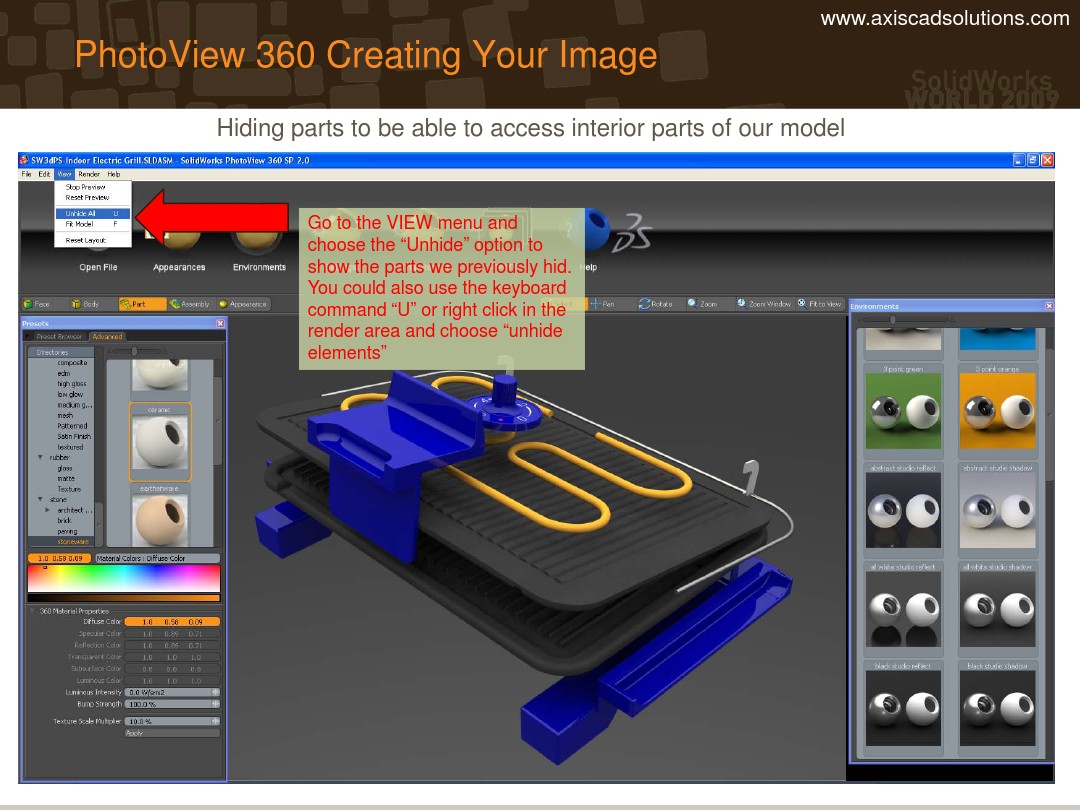 www.axiscadsolutions.com
PhotoView 360 Creating Your Image
SolidWorks
WORLD 2009
Hiding parts to be able to access interior parts of our model
SW3dPS-Indoor Electric Grill.SLDASM - SolidWorks PhotoView 360 SP 2.0
File Edit View Render Help
Stop Preview
Reset Preview
Unhide All U
Fit Model F
Reset Layout
Go to the VIEW menu and
choose the “Unhide” option to
show the parts we previously hid.
You could also use the keyboard
command “U” or right click in the
render area and choose “unhide
elements”
Open File Appearances Environments Help
Face Body Part Assembly Appearance Pan Rotate Zoom Zoom Window Fit to View
Presets
Preset Browser Advanced
Directories
composite
edm
high gloss
low glow
medium g...
mesh
Patterned
Satin Finish
textured
rubber
gloss
matte
Texture
stone
architect ...
brick
paving
stoneware
ceramic
earthenware
1.0 0.58 0.09 Material Colors : Diffuse Color
360 Material Properties
Diffuse Color 1.0 0.58 0.09
Specular Color 1.0 0.89 0.71
Reflection Color 1.0 0.89 0.71
Transparent Color 1.0 1.0 1.0
Subsurface Color 0.8 0.8 0.8
Luminous Color 1.0 1.0 1.0
Luminous Intensity 0.0 W/srm2
Bump Strength 100.0 %
Texture Scale Multiplier 10.0 %
Apply
Environments
3 point green 3 point orange
abstract studio reflect abstract studio shadow
all white studio reflect all white studio shadow
black studio reflect black studio shadow